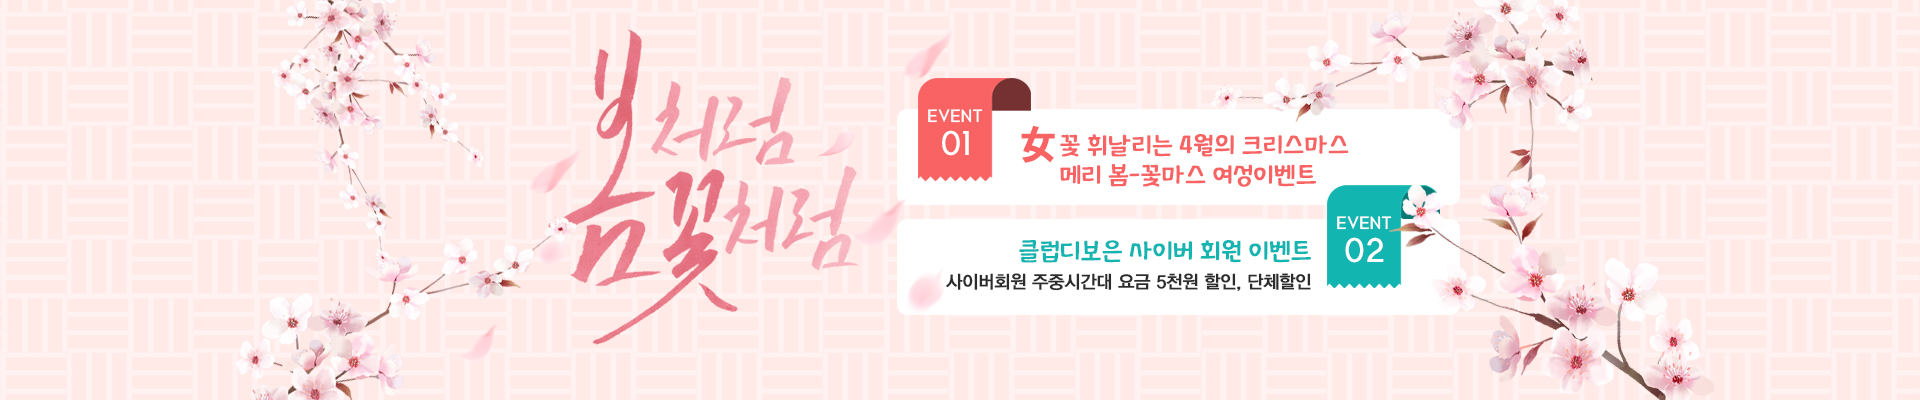 봄처럼
꽃처럼
EVENT
01
女 꽃 휘날리는 4월의 크리스마스
메리 봄-꽃마스 여성이벤트
EVENT
02
클럽디보은 사이버 회원 이벤트
사이버회원 주중시간대 요금 5천원 할인, 단체할인